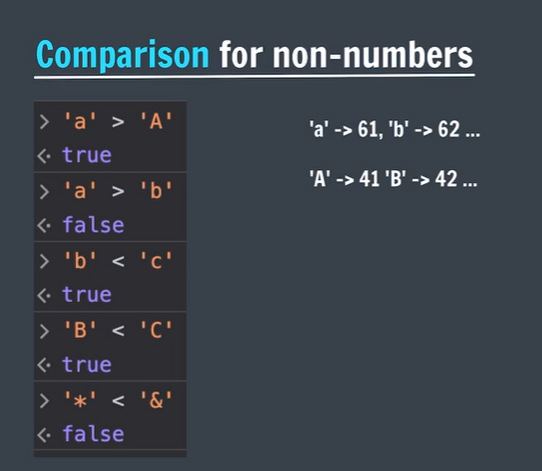 Comparison for non-numbers
> 'a' > 'A'
<· true
> 'a' > 'b'
<· false
> 'b' < 'c'
<· true
> 'B' < 'C'
<· true
> '*' < '&'
<· false
'a' -> 61, 'b' -> 62 ...
'A' -> 41 'B' -> 42 ...